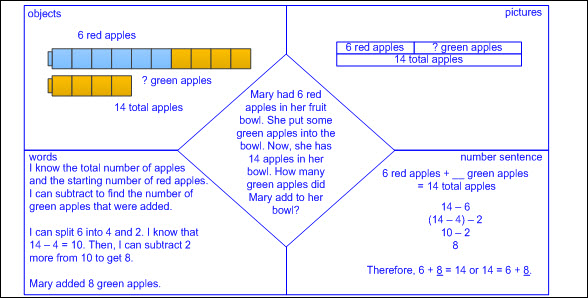 objects
6 red apples
? green apples
14 total apples
pictures
6 red apples
? green apples
14 total apples
Mary had 6 red
apples in her fruit
bowl. She put some
green apples into the
bowl. Now, she has
14 apples in her
bowl. How many
green apples did
Mary add to her
bowl?
words
I know the total number of apples
and the starting number of red apples.
I can subtract to find the number of
green apples that were added.
I can split 6 into 4 and 2. I know that
14 – 4 = 10. Then, I can subtract 2
more from 10 to get 8.
Mary added 8 green apples.
number sentence
6 red apples + __ green apples
= 14 total apples
14 – 6
(14 – 4) – 2
10 – 2
8
Therefore, 6 + 8 = 14 or 14 = 6 + 8.